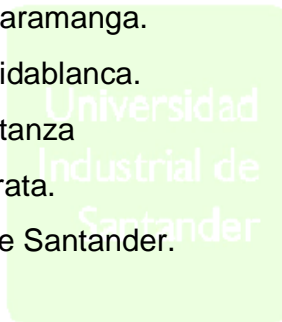 aramanga.
idablanca.
tanza
rata.
e Santander.
Universidad
Industrial de
Santander